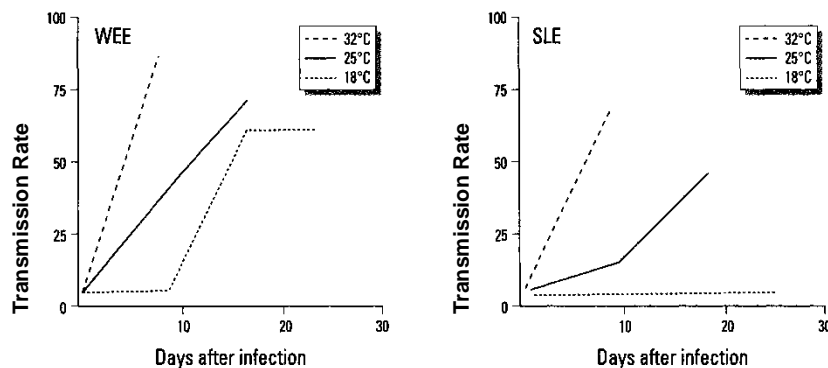 WEE
32°C
25°C
18°C
100
75
50
25
0
10
20
30
Transmission Rate
Days after infection
SLE
32°C
25°C
18°C
100
75
50
25
0
10
20
30
Transmission Rate
Days after infection